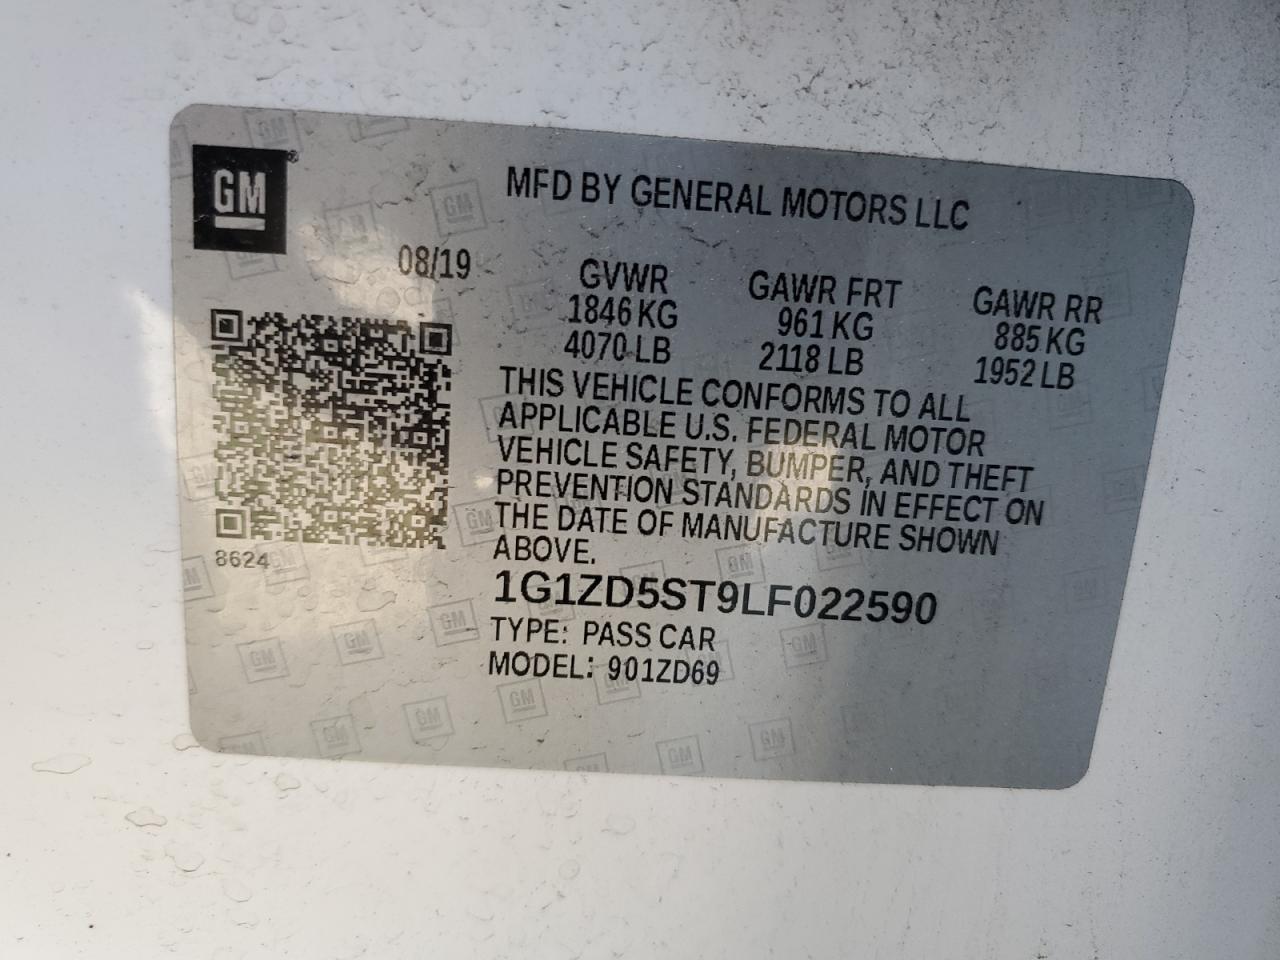 GM
MFD BY GENERAL MOTORS LLC
08/19
GVWR GAWR FRT GAWR RR
1846 KG 961 KG 885 KG
4070 LB 2118 LB 1952 LB
THIS VEHICLE CONFORMS TO ALL
APPLICABLE U.S. FEDERAL MOTOR
VEHICLE SAFETY, BUMPER, AND THEFT
PREVENTION STANDARDS IN EFFECT ON
THE DATE OF MANUFACTURE SHOWN
ABOVE.
8624
1G1ZD5ST9LF022590
TYPE: PASS CAR
MODEL: 901ZD69